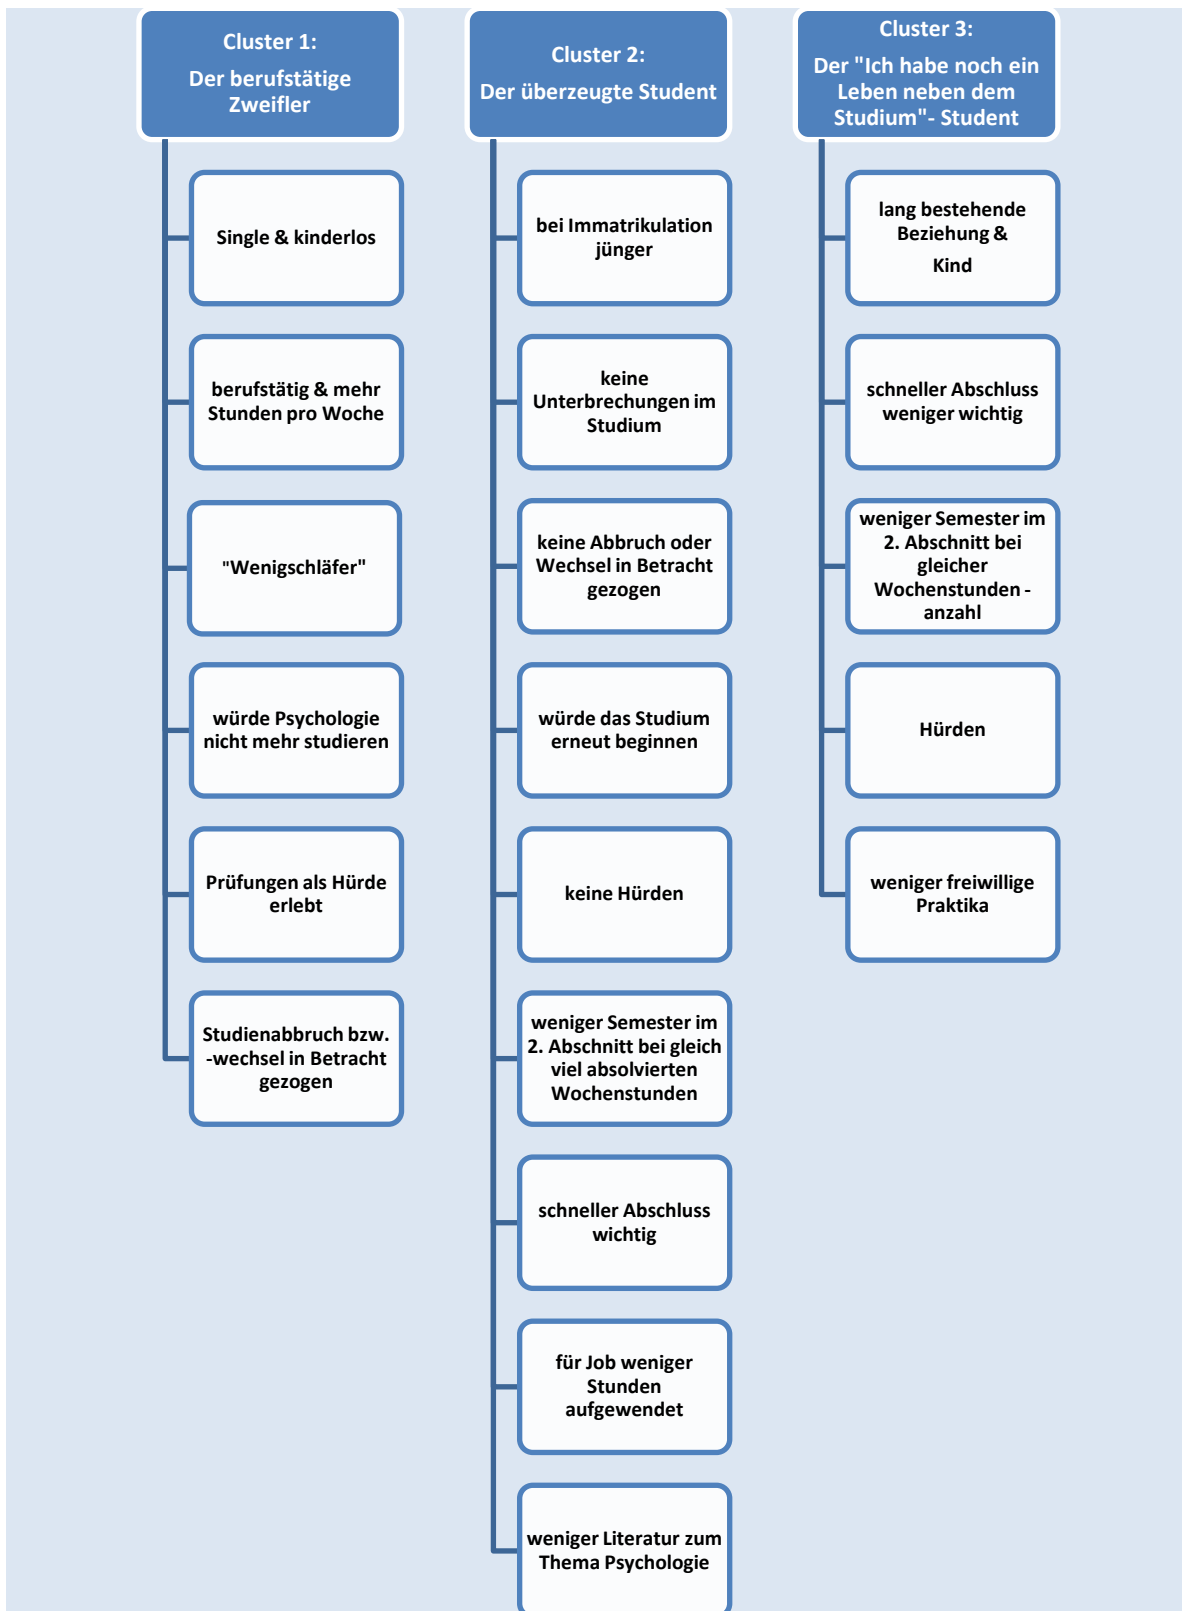 Cluster 1:
Der berufstätige
Zweifler
Single & kinderlos
berufstätig & mehr
Stunden pro Woche
"Wenigschläfer"
würde Psychologie
nicht mehr studieren
Prüfungen als Hürde
erlebt
Studienabbruch bzw.
-wechsel in Betracht
gezogen
Cluster 2:
Der überzeugte Student
bei Immatrikulation
jünger
keine
Unterbrechungen im
Studium
keine Abbruch oder
Wechsel in Betracht
gezogen
würde das Studium
erneut beginnen
keine Hürden
weniger Semester im
2. Abschnitt bei gleich
viel absolvierten
Wochenstunden
schneller Abschluss
wichtig
für Job weniger
Stunden
aufgewendet
weniger Literatur zum
Thema Psychologie
Cluster 3:
Der "Ich habe noch ein
Leben neben dem
Studium"- Student
lang bestehende
Beziehung &
Kind
schneller Abschluss
weniger wichtig
weniger Semester im
2. Abschnitt bei
gleicher
Wochenstunden -
anzahl
Hürden
weniger freiwillige
Praktika